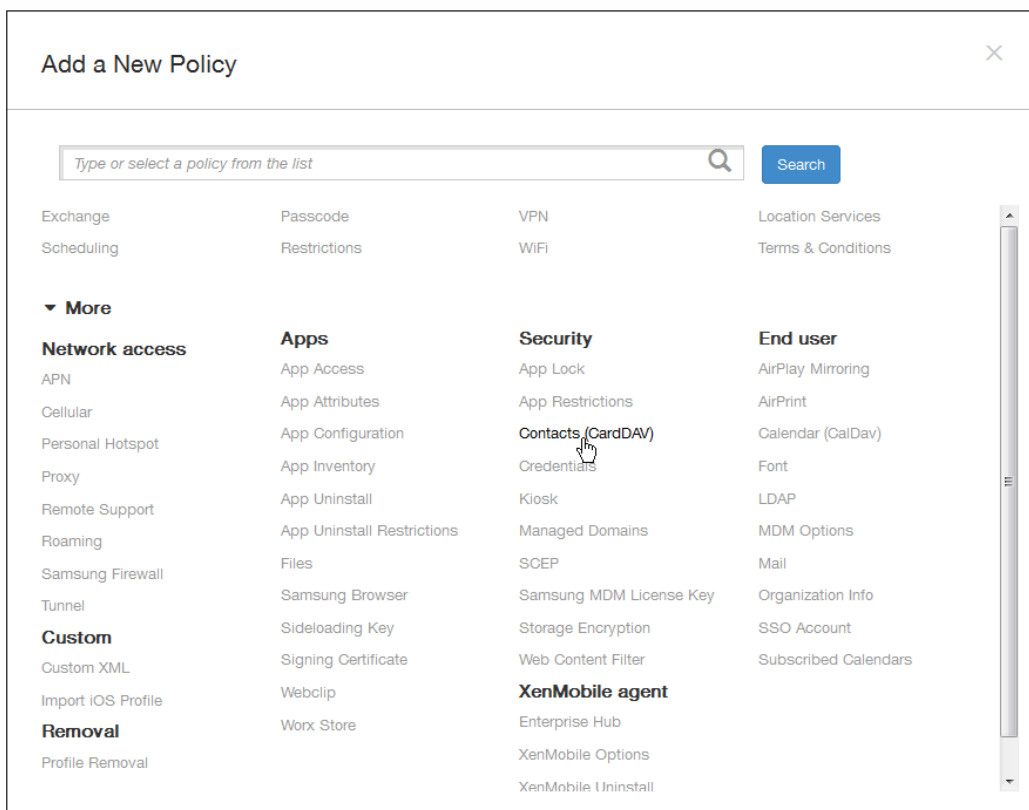 Add a New Policy
Type or select a policy from the list
Search
Exchange
Passcode
VPN
Location Services
Scheduling
Restrictions
WiFi
Terms & Conditions
More
Network access
APN
Cellular
Personal Hotspot
Proxy
Remote Support
Roaming
Samsung Firewall
Tunnel
Custom
Custom XML
Import iOS Profile
Removal
Profile Removal
Apps
App Access
App Attributes
App Configuration
App Inventory
App Uninstall
App Uninstall Restrictions
Files
Samsung Browser
Sideloading Key
Signing Certificate
Webclip
Worx Store
Security
App Lock
App Restrictions
Contacts (CardDAV)
Credentials
Kiosk
Managed Domains
SCEP
Samsung MDM License Key
Storage Encryption
Web Content Filter
XenMobile agent
Enterprise Hub
XenMobile Options
XenMobile Uninstall
End user
AirPlay Mirroring
AirPrint
Calendar (CalDav)
Font
LDAP
MDM Options
Mail
Organization Info
SSO Account
Subscribed Calendars